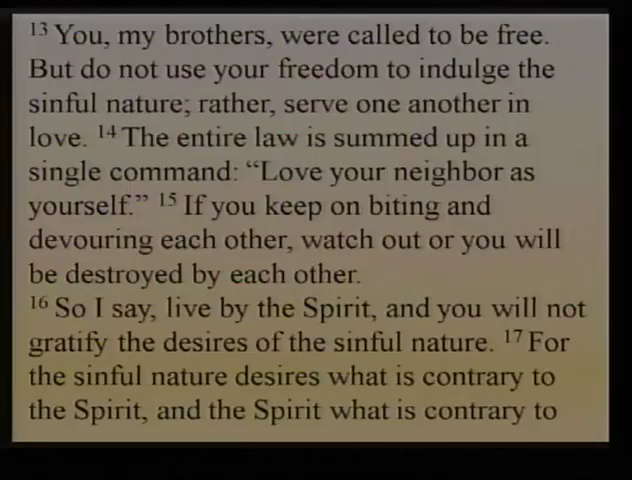 13 You, my brothers, were called to be free.
But do not use your freedom to indulge the
sinful nature; rather, serve one another in
love. 14 The entire law is summed up in a
single command: “Love your neighbor as
yourself.” 15 If you keep on biting and
devouring each other, watch out or you will
be destroyed by each other.
16 So I say, live by the Spirit, and you will not
gratify the desires of the sinful nature. 17 For
the sinful nature desires what is contrary to
the Spirit, and the Spirit what is contrary to